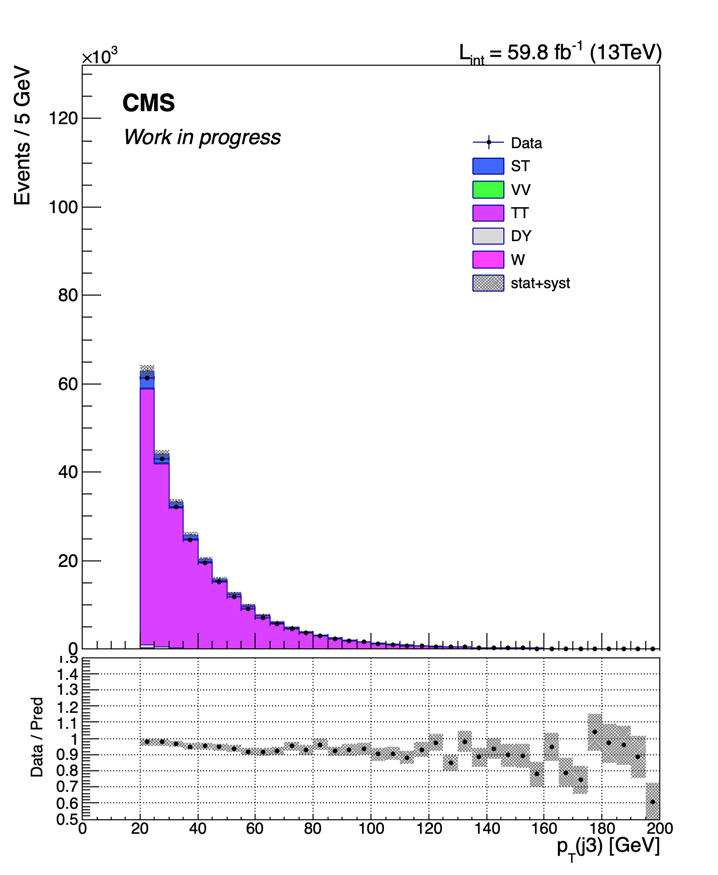 ×10³
L_int = 59.8 fb⁻¹ (13TeV)
Events / 5 GeV
CMS
Work in progress
Data
ST
VV
TT
DY
W
stat+syst
120
100
80
60
40
20
0
Data / Pred
1.5
1.4
1.3
1.2
1.1
1
0.9
0.8
0.7
0.6
0.5
0 20 40 60 80 100 120 140 160 180 200
p_T(j3) [GeV]